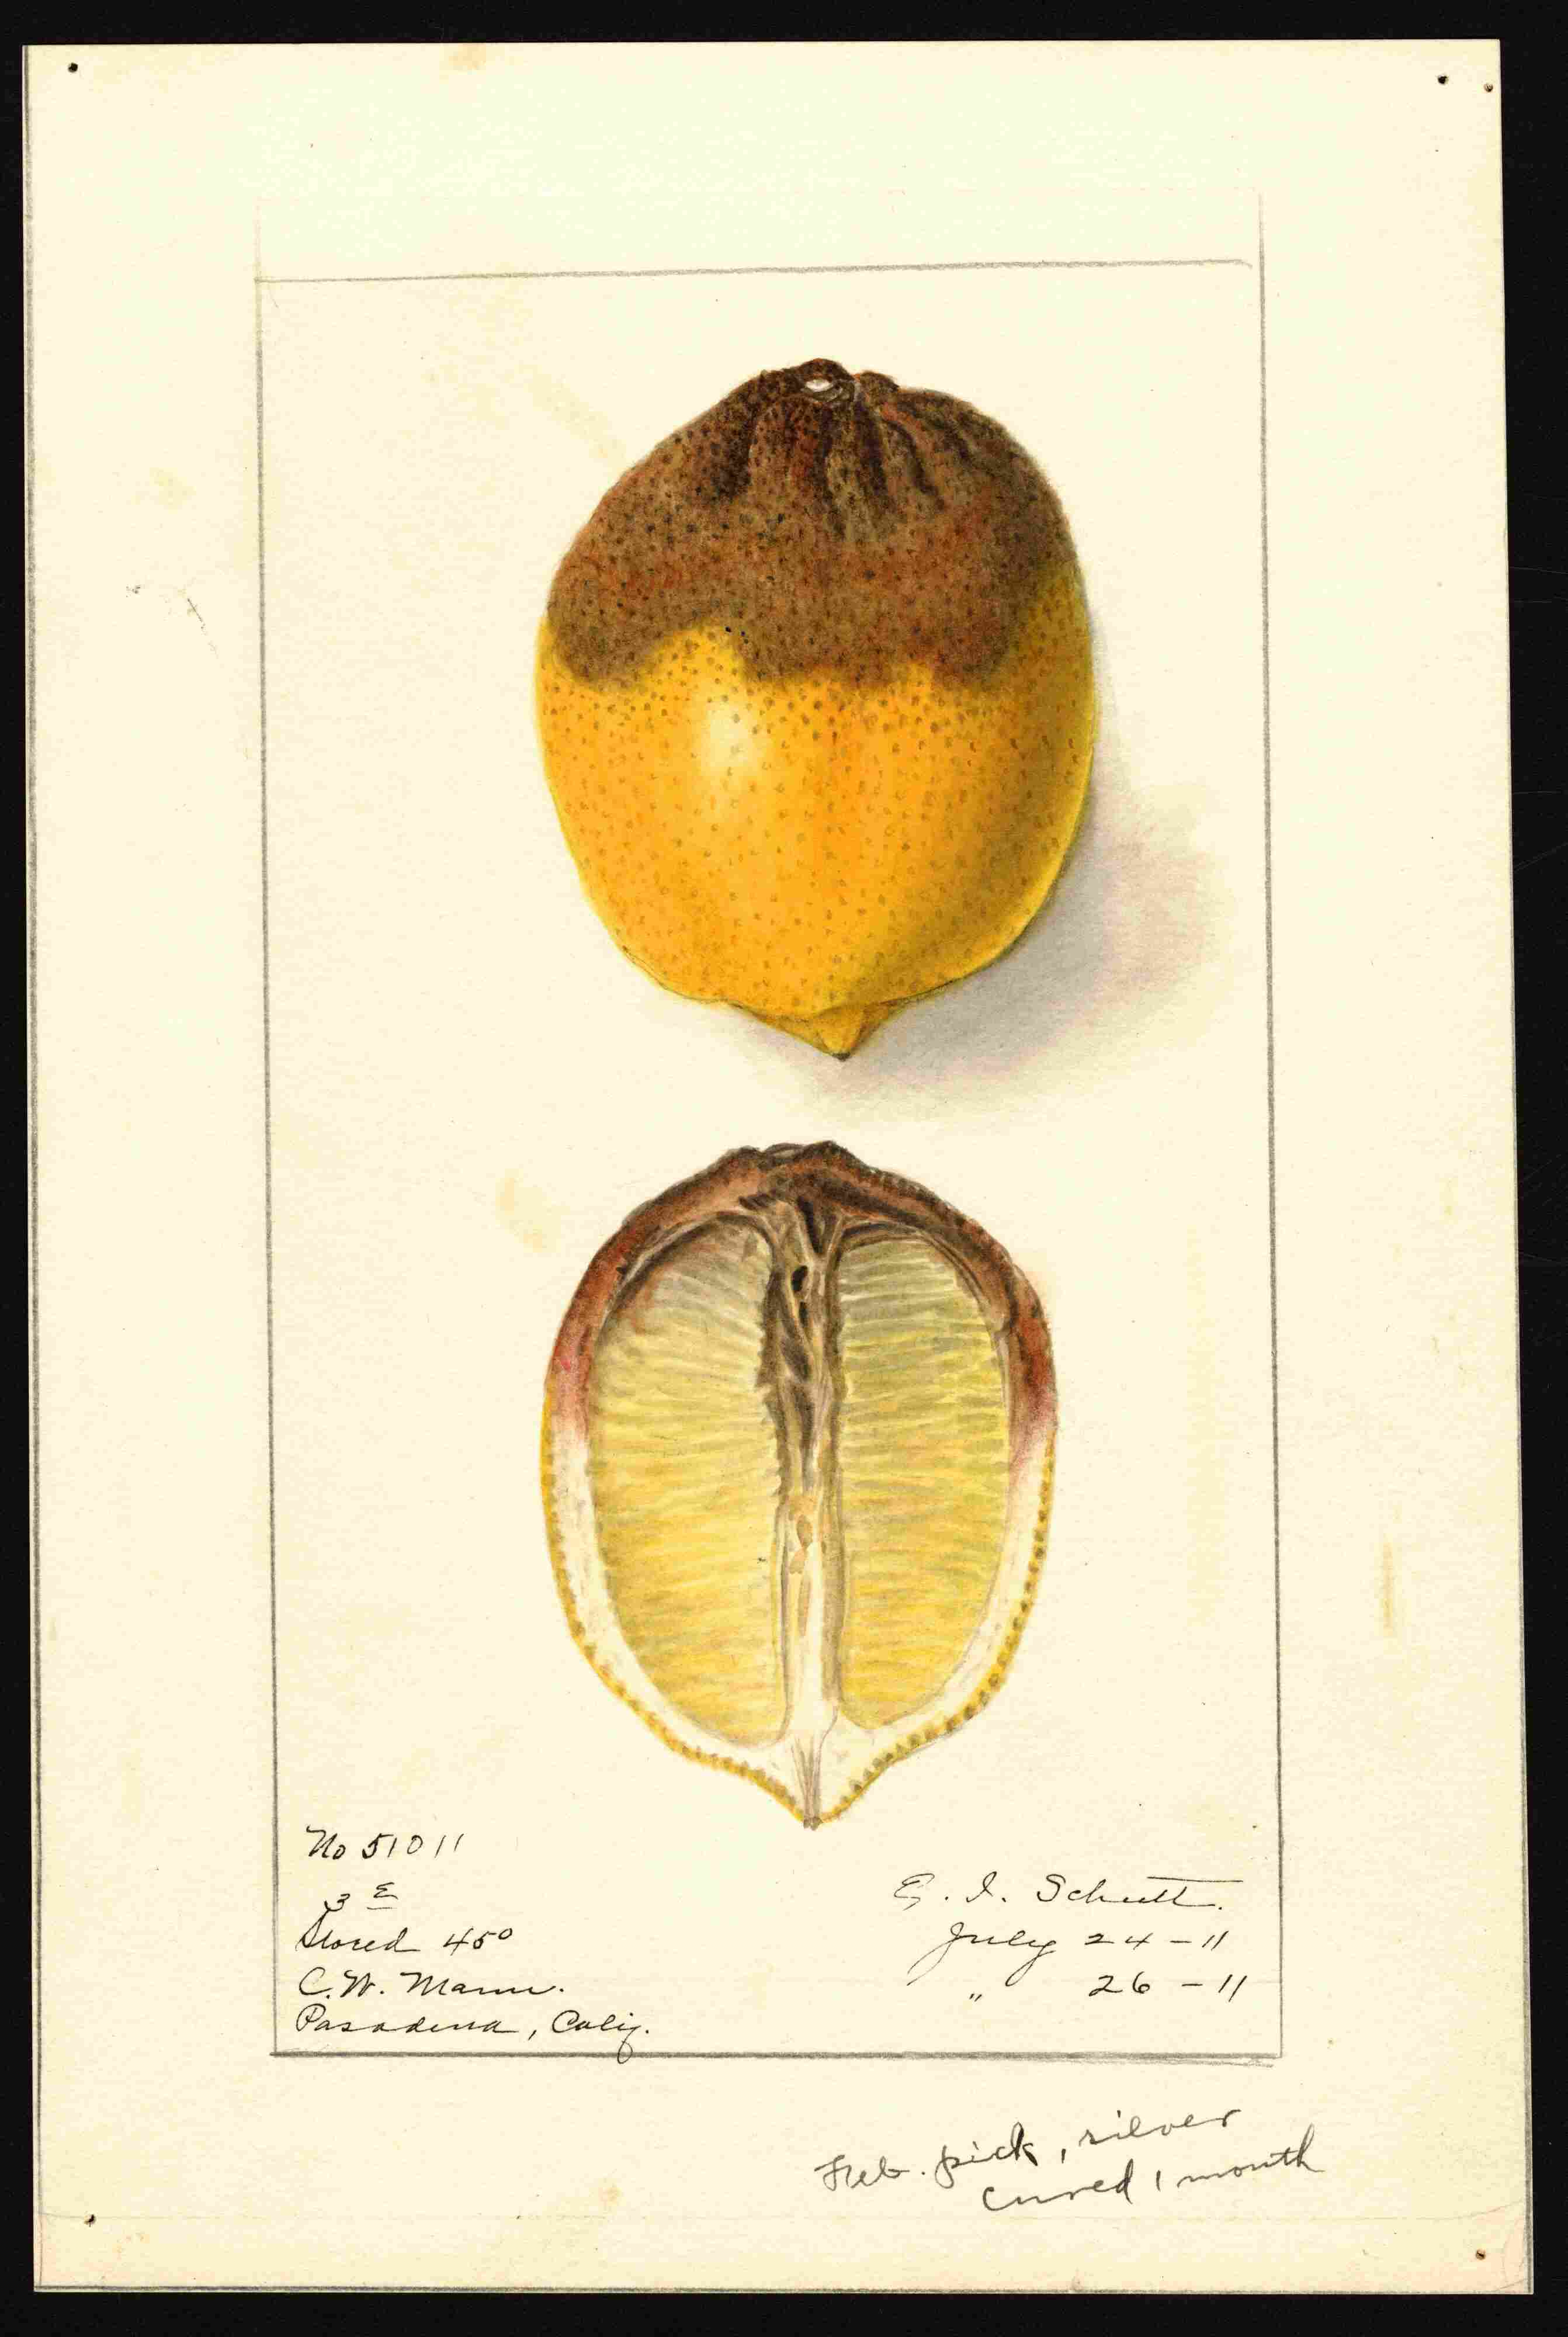 No 51011
3 E
Stored 45°
C. W. Mann.
Pasadena, Calif.
E. I. Schutt.
July 24 - 11
" 26 - 11
Feb. pick, silver
cured 1 month